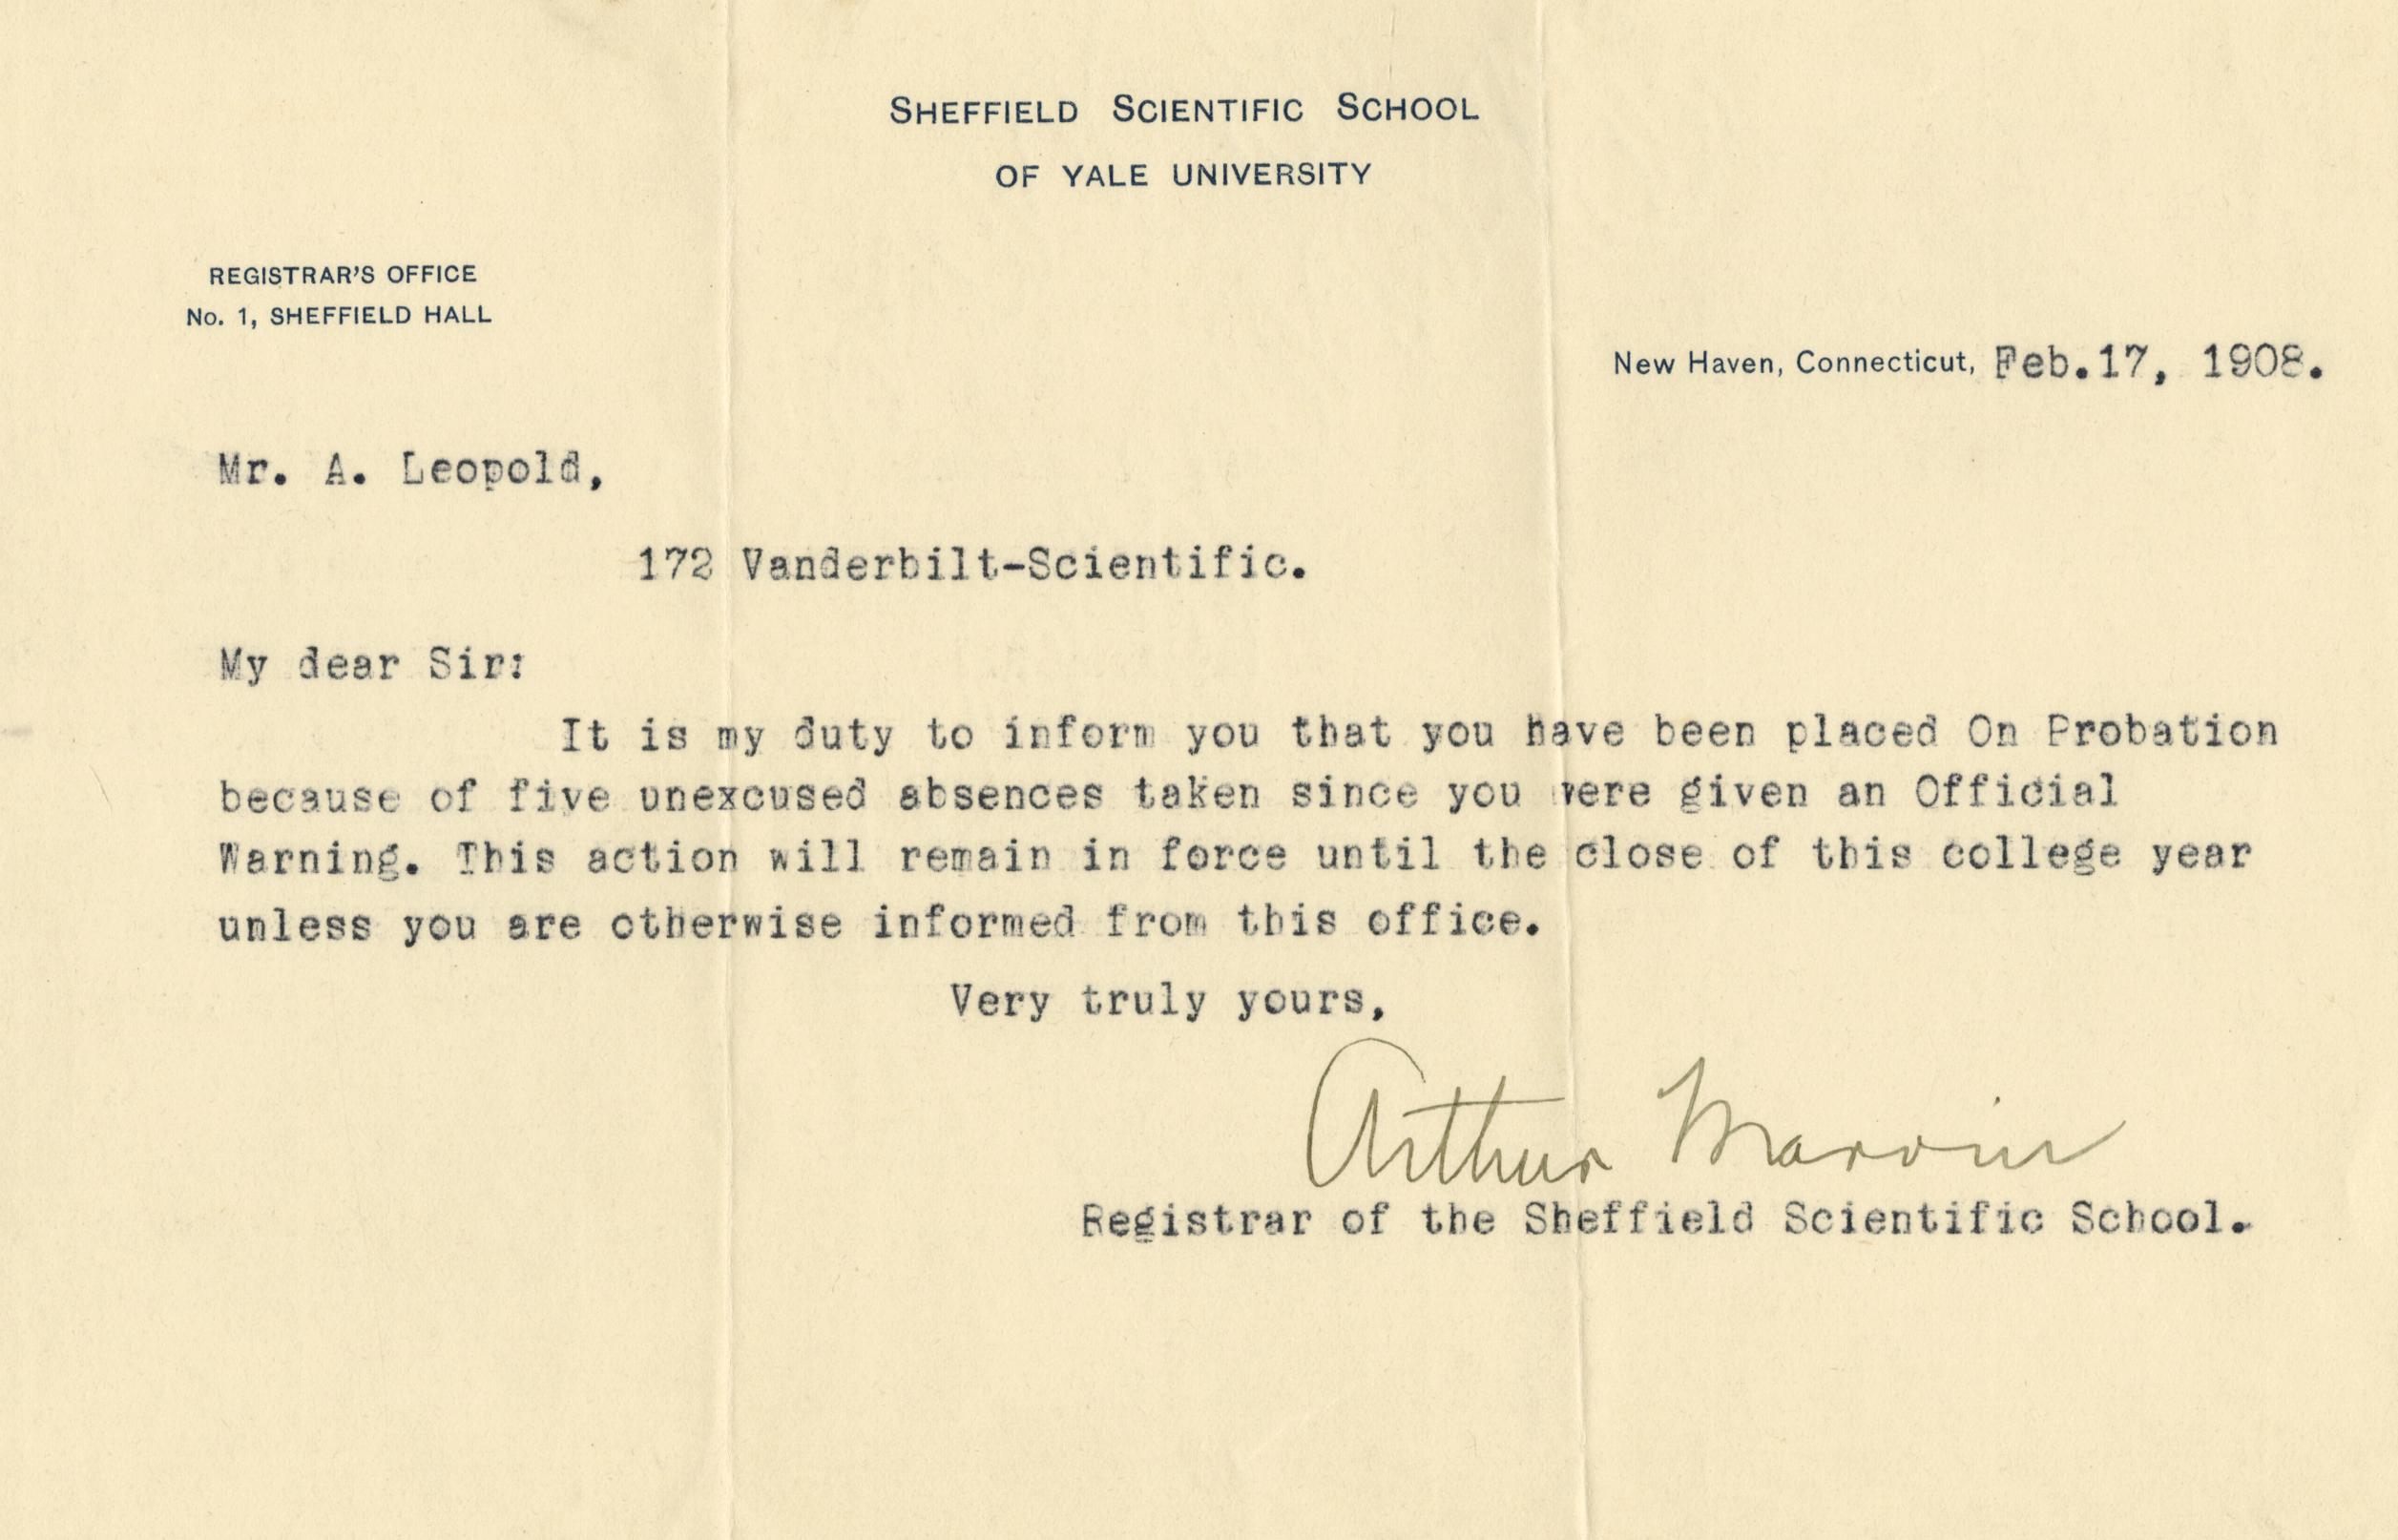 SHEFFIELD SCIENTIFIC SCHOOL
OF YALE UNIVERSITY
REGISTRAR'S OFFICE
No. 1, SHEFFIELD HALL
New Haven, Connecticut, Feb.17, 1908.
Mr. A. Leopold,
172 Vanderbilt-Scientific.
My dear Sir:
It is my duty to inform you that you have been placed On Probation
because of five unexcused absences taken since you were given an Official
Warning. This action will remain in force until the close of this college year
unless you are otherwise informed from this office.
Very truly yours,
Arthur Marvin
Registrar of the Sheffield Scientific School.